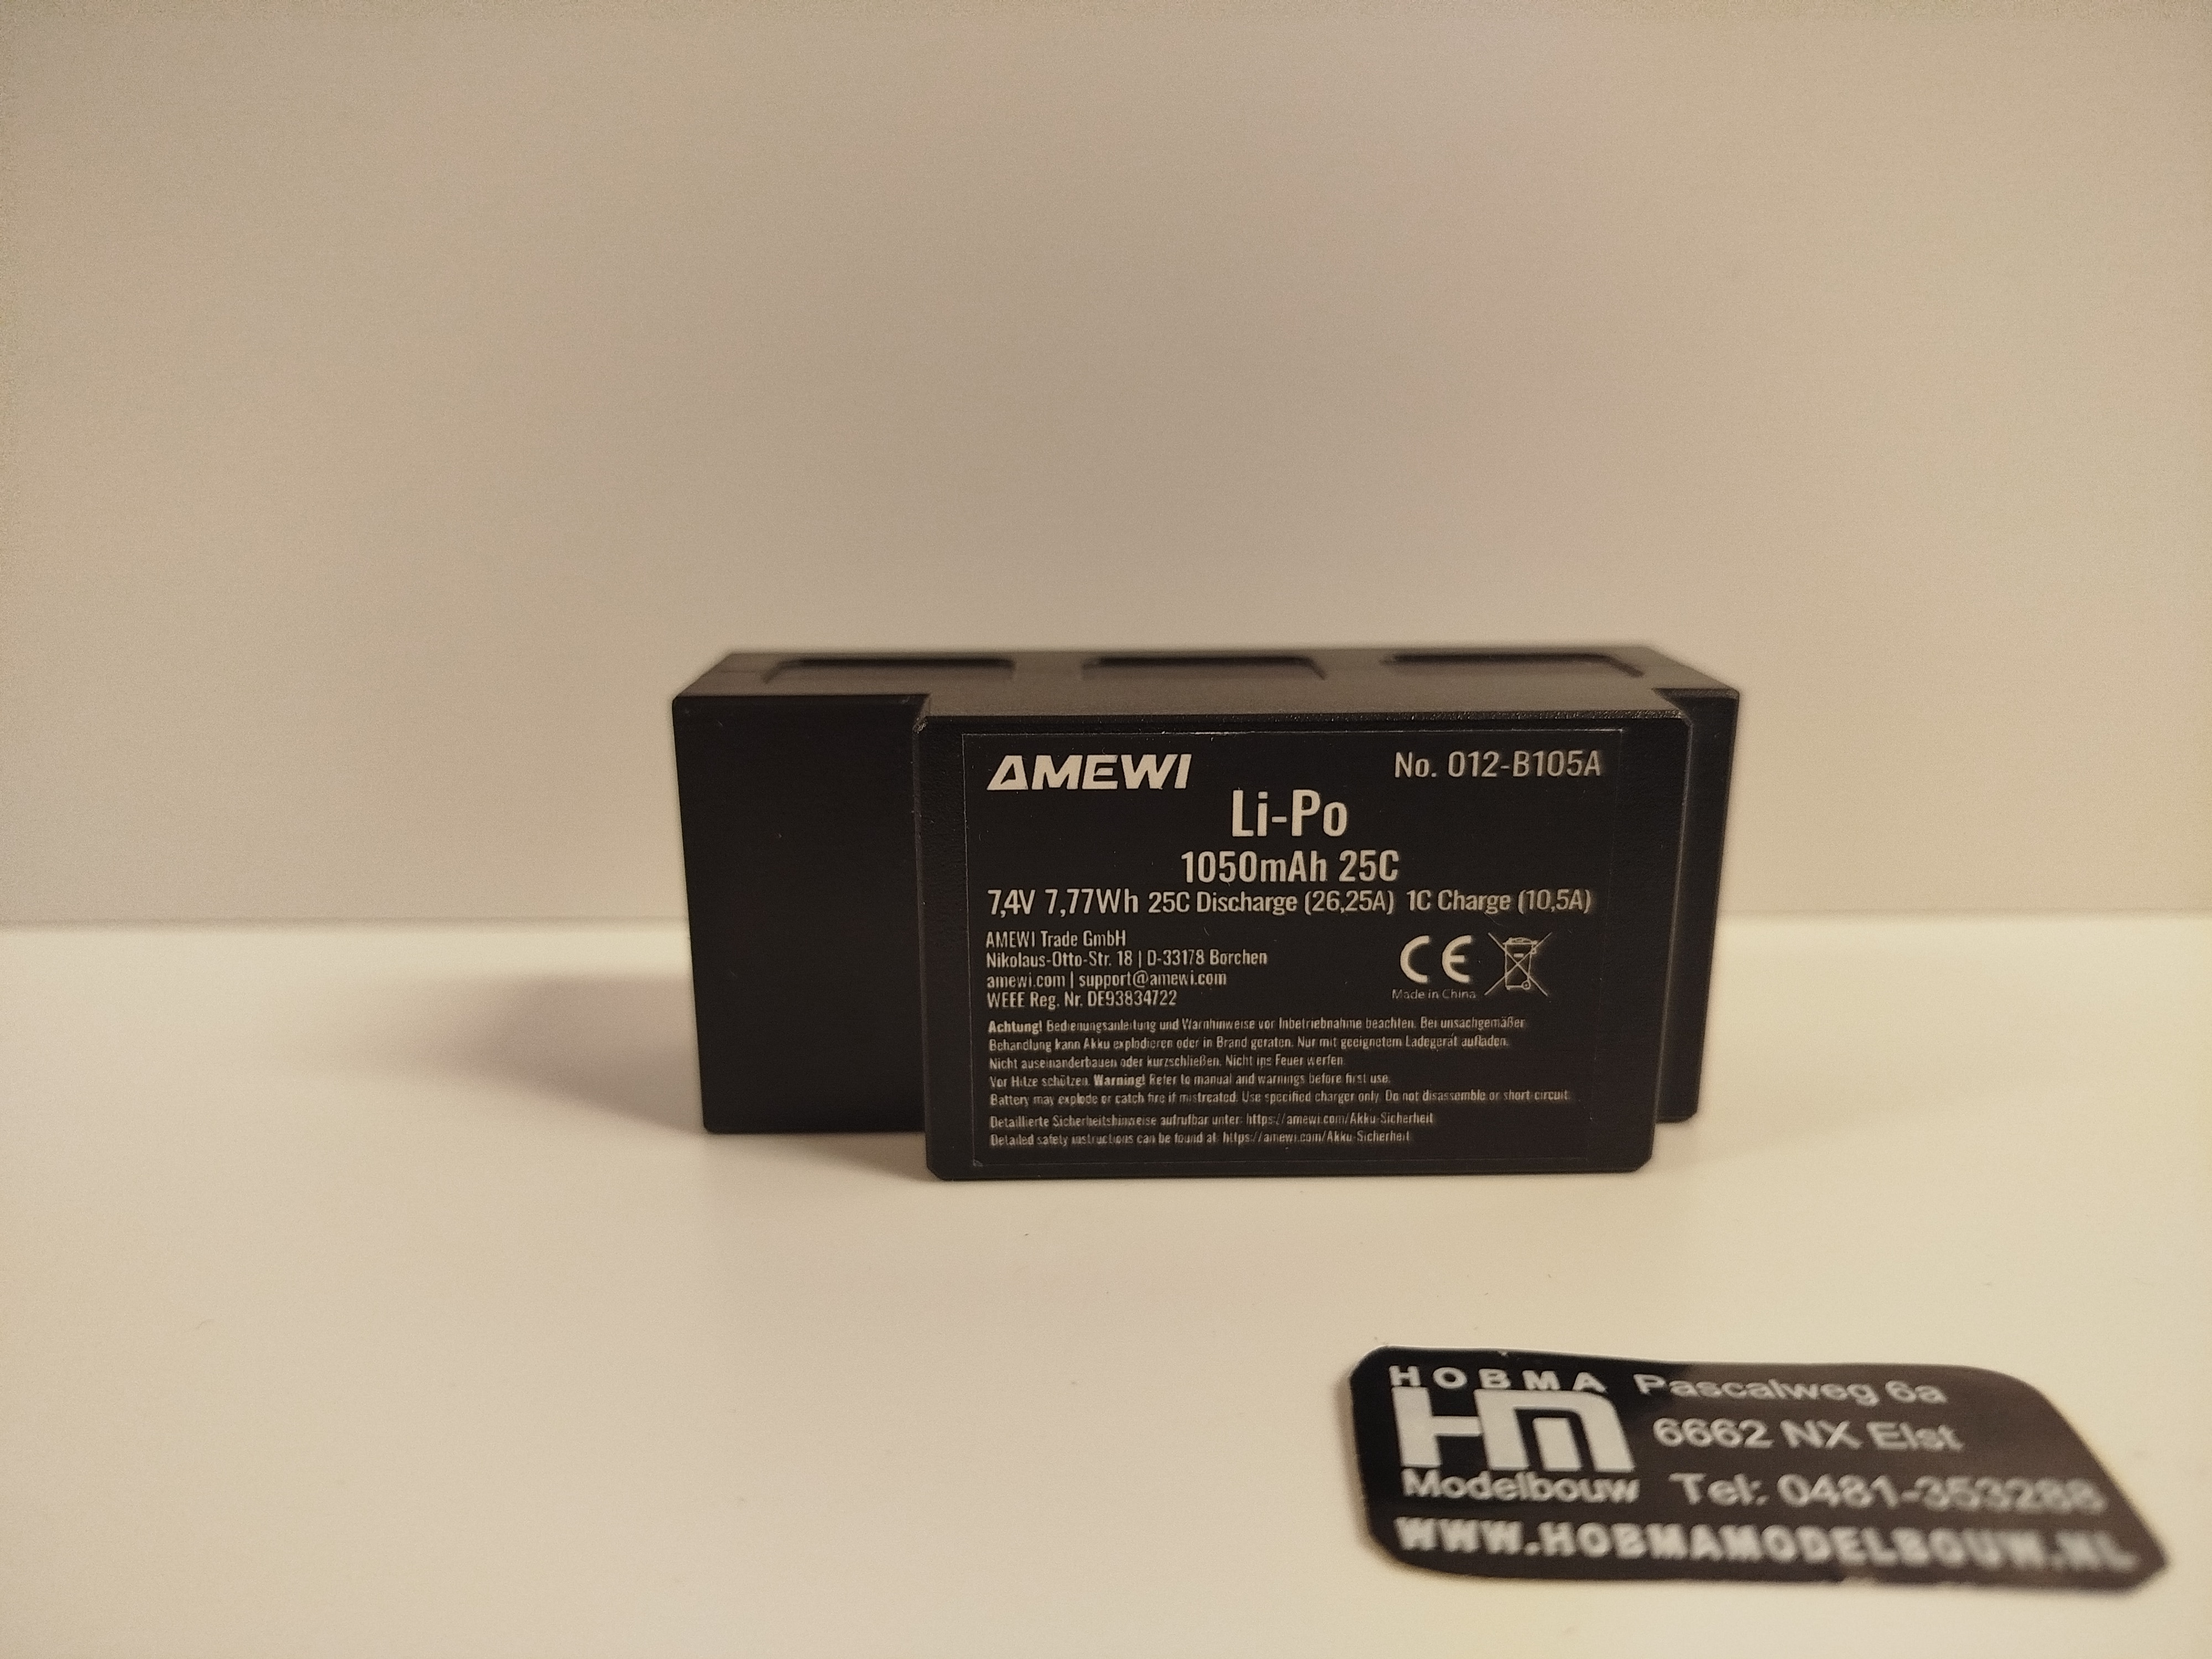 AMEWI No. 012-B105A
Li-Po
1050mAh 25C
7,4V 7,77Wh 25C Discharge (26,25A) 1C Charge (10,5A)
AMEWI Trade GmbH
Nikolaus-Otto-Str. 18 | D-33178 Borchen
amewi.com | support@amewi.com
WEEE Reg. Nr. DE93834722
CE
Made in China
Achtung! Bedienungsanleitung und Warnhinweise vor Inbetriebnahme beachten. Bei unsachgemäßer
Behandlung kann Akku explodieren oder in Brand geraten. Nur mit geeignetem Ladegerät aufladen.
Nicht auseinanderbauen oder kurzschließen. Nicht ins Feuer werfen.
Vor Hitze schützen. Warning! Refer to manual and warnings before first use.
Battery may explode or catch fire if mistreated. Use specified charger only. Do not disassemble or short-circuit.
Detaillierte Sicherheitshinweise aufrufbar unter: https://amewi.com/Akku-Sicherheit
Detailed safety instructions can be found at: https://amewi.com/Akku-Sicherheit
HOBMA
HM
Modelbouw
Pascalweg 6a
6662 NX Elst
Tel: 0481-353288
WWW.HOBMAMODELBOUW.NL